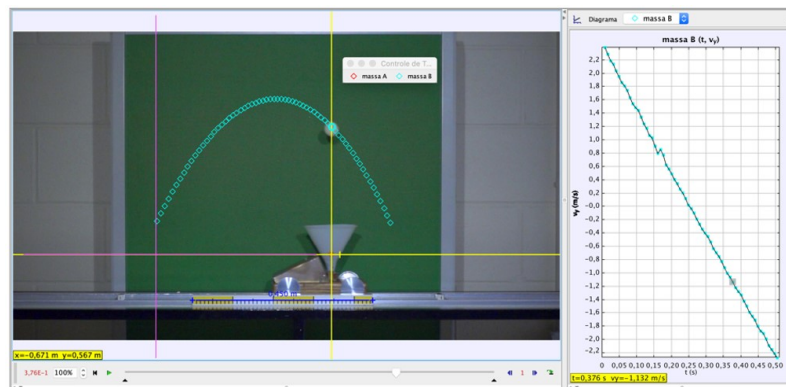 Diagrama massa B
Controle de T...
massa A massa B
massa B (t, vy)
2,2
2,0
1,8
1,6
1,4
1,2
1,0
0,8
0,6
0,4
0,2
-0,0
-0,2
-0,4
-0,6
-0,8
-1,0
-1,2
-1,4
-1,6
-1,8
-2,0
-2,2
vy (m/s)
0 0,05 0,10 0,15 0,20 0,25 0,30 0,35 0,40 0,45 0,50
t (s)
x=-0,671 m y=0,567 m
t=0,376 s vy=-1,132 m/s
3,76E-1 100% 1